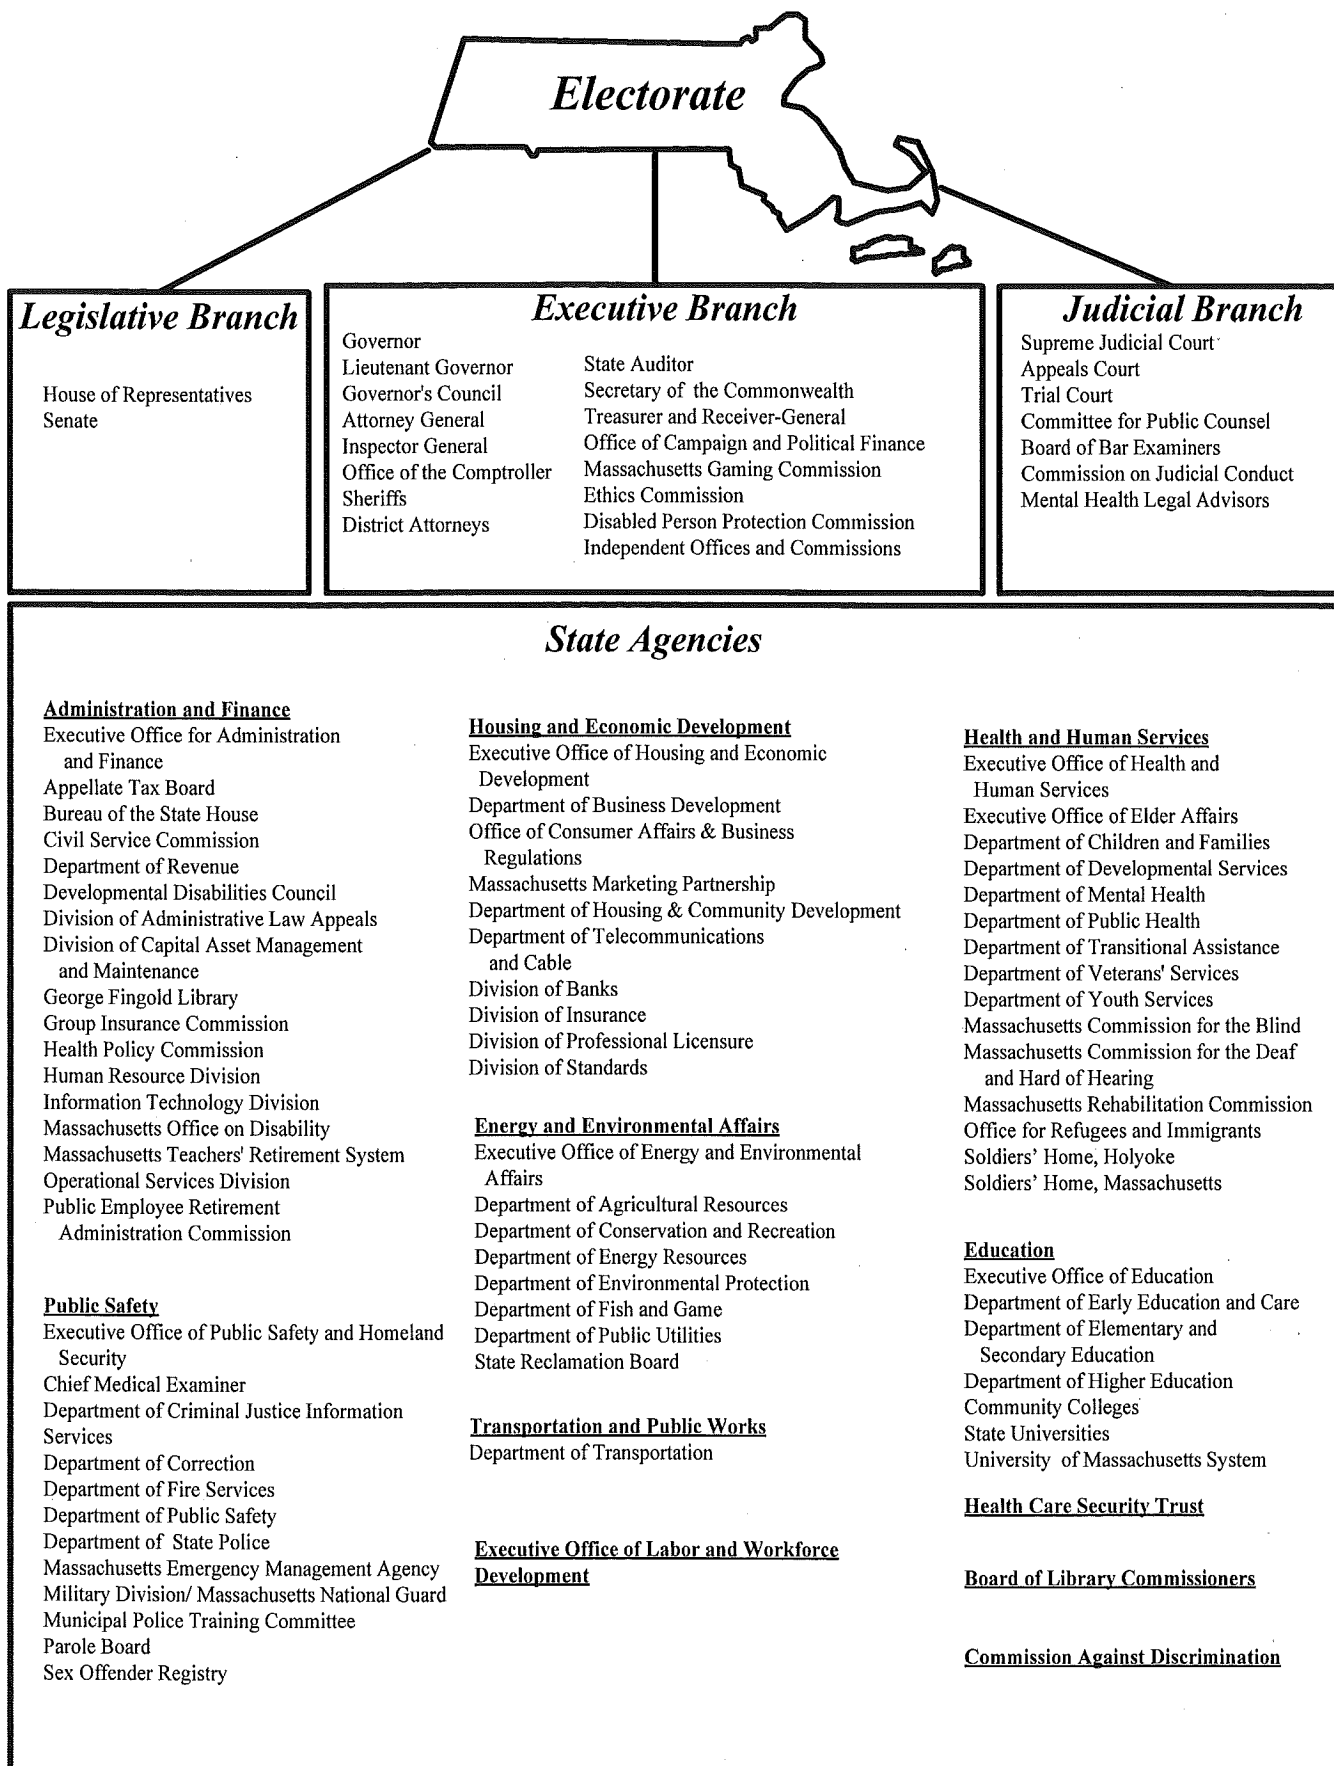 Electorate
Legislative Branch
House of Representatives
Senate
Executive Branch
Governor
Lieutenant Governor
Governor's Council
Attorney General
Inspector General
Office of the Comptroller
Sheriffs
District Attorneys
State Auditor
Secretary of the Commonwealth
Treasurer and Receiver-General
Office of Campaign and Political Finance
Massachusetts Gaming Commission
Ethics Commission
Disabled Person Protection Commission
Independent Offices and Commissions
Judicial Branch
Supreme Judicial Court
Appeals Court
Trial Court
Committee for Public Counsel
Board of Bar Examiners
Commission on Judicial Conduct
Mental Health Legal Advisors
State Agencies
Administration and Finance
Executive Office for Administration
and Finance
Appellate Tax Board
Bureau of the State House
Civil Service Commission
Department of Revenue
Developmental Disabilities Council
Division of Administrative Law Appeals
Division of Capital Asset Management
and Maintenance
George Fingold Library
Group Insurance Commission
Health Policy Commission
Human Resource Division
Information Technology Division
Massachusetts Office on Disability
Massachusetts Teachers' Retirement System
Operational Services Division
Public Employee Retirement
Administration Commission
Public Safety
Executive Office of Public Safety and Homeland
Security
Chief Medical Examiner
Department of Criminal Justice Information
Services
Department of Correction
Department of Fire Services
Department of Public Safety
Department of State Police
Massachusetts Emergency Management Agency
Military Division/ Massachusetts National Guard
Municipal Police Training Committee
Parole Board
Sex Offender Registry
Housing and Economic Development
Executive Office of Housing and Economic
Development
Department of Business Development
Office of Consumer Affairs & Business
Regulations
Massachusetts Marketing Partnership
Department of Housing & Community Development
Department of Telecommunications
and Cable
Division of Banks
Division of Insurance
Division of Professional Licensure
Division of Standards
Energy and Environmental Affairs
Executive Office of Energy and Environmental
Affairs
Department of Agricultural Resources
Department of Conservation and Recreation
Department of Energy Resources
Department of Environmental Protection
Department of Fish and Game
Department of Public Utilities
State Reclamation Board
Transportation and Public Works
Department of Transportation
Executive Office of Labor and Workforce
Development
Health and Human Services
Executive Office of Health and
Human Services
Executive Office of Elder Affairs
Department of Children and Families
Department of Developmental Services
Department of Mental Health
Department of Public Health
Department of Transitional Assistance
Department of Veterans' Services
Department of Youth Services
Massachusetts Commission for the Blind
Massachusetts Commission for the Deaf
and Hard of Hearing
Massachusetts Rehabilitation Commission
Office for Refugees and Immigrants
Soldiers’ Home, Holyoke
Soldiers’ Home, Massachusetts
Education
Executive Office of Education
Department of Early Education and Care
Department of Elementary and
Secondary Education
Department of Higher Education
Community Colleges
State Universities
University of Massachusetts System
Health Care Security Trust
Board of Library Commissioners
Commission Against Discrimination